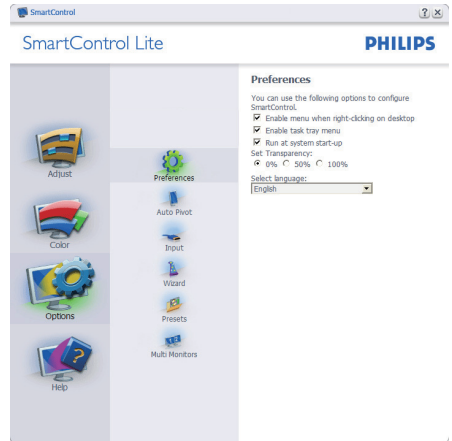 SmartControl
SmartControl Lite
PHILIPS
Adjust
Color
Options
Help
Preferences
Auto Pivot
Input
Wizard
Presets
Multi Monitors
Preferences
You can use the following options to configure
SmartControl.
Enable menu when right-clicking on desktop
Enable task tray menu
Run at system start-up
Set Transparency:
0% 50% 100%
Select language:
English